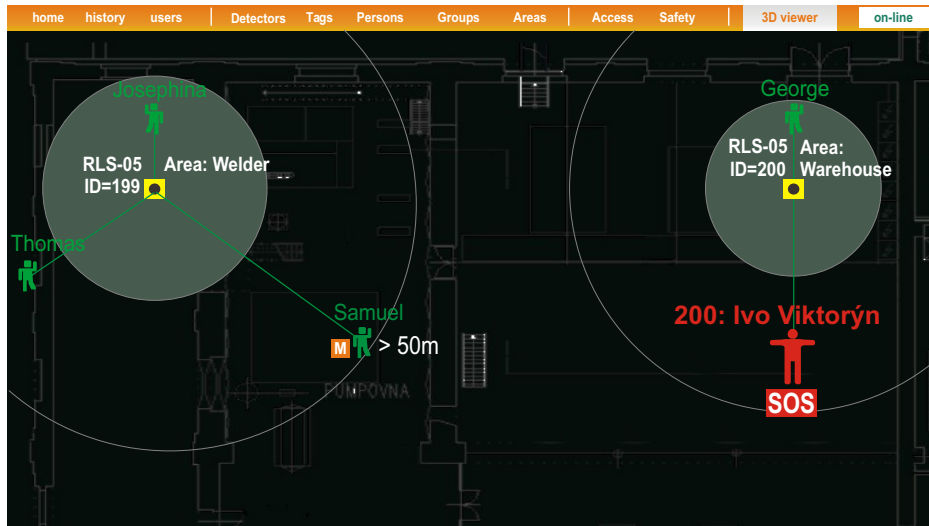 home history users Detectors Tags Persons Groups Areas Access Safety 3D viewer on-line
Josephina
RLS-05 Area: Welder
ID=199
Thomas
Samuel
M > 50m
PUMPOVNA
George
RLS-05 Area:
ID=200 Warehouse
200: Ivo Viktorýn
SOS